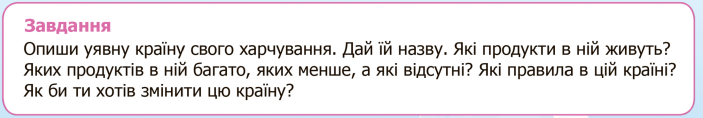 Завдання
Опиши уявну країну свого харчування. Дай їй назву. Які продукти в ній живуть?
Яких продуктів в ній багато, яких менше, а які відсутні? Які правила в цій країні?
Як би ти хотів змінити цю країну?